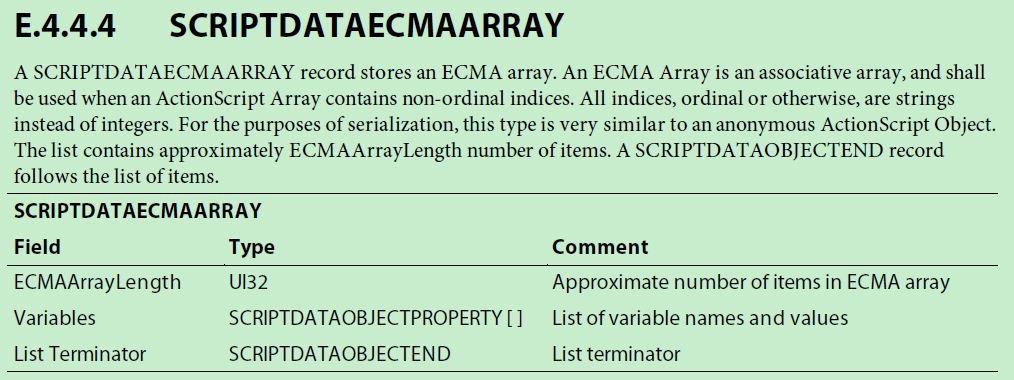 E.4.4.4 SCRIPTDATAECMAARRAY
A SCRIPTDATAECMAARRAY record stores an ECMA array. An ECMA Array is an associative array, and shall
be used when an ActionScript Array contains non-ordinal indices. All indices, ordinal or otherwise, are strings
instead of integers. For the purposes of serialization, this type is very similar to an anonymous ActionScript Object.
The list contains approximately ECMAArrayLength number of items. A SCRIPTDATAOBJECTEND record
follows the list of items.
SCRIPTDATAECMAARRAY
Field Type Comment
ECMAArrayLength UI32 Approximate number of items in ECMA array
Variables SCRIPTDATAOBJECTPROPERTY [ ] List of variable names and values
List Terminator SCRIPTDATAOBJECTEND List terminator